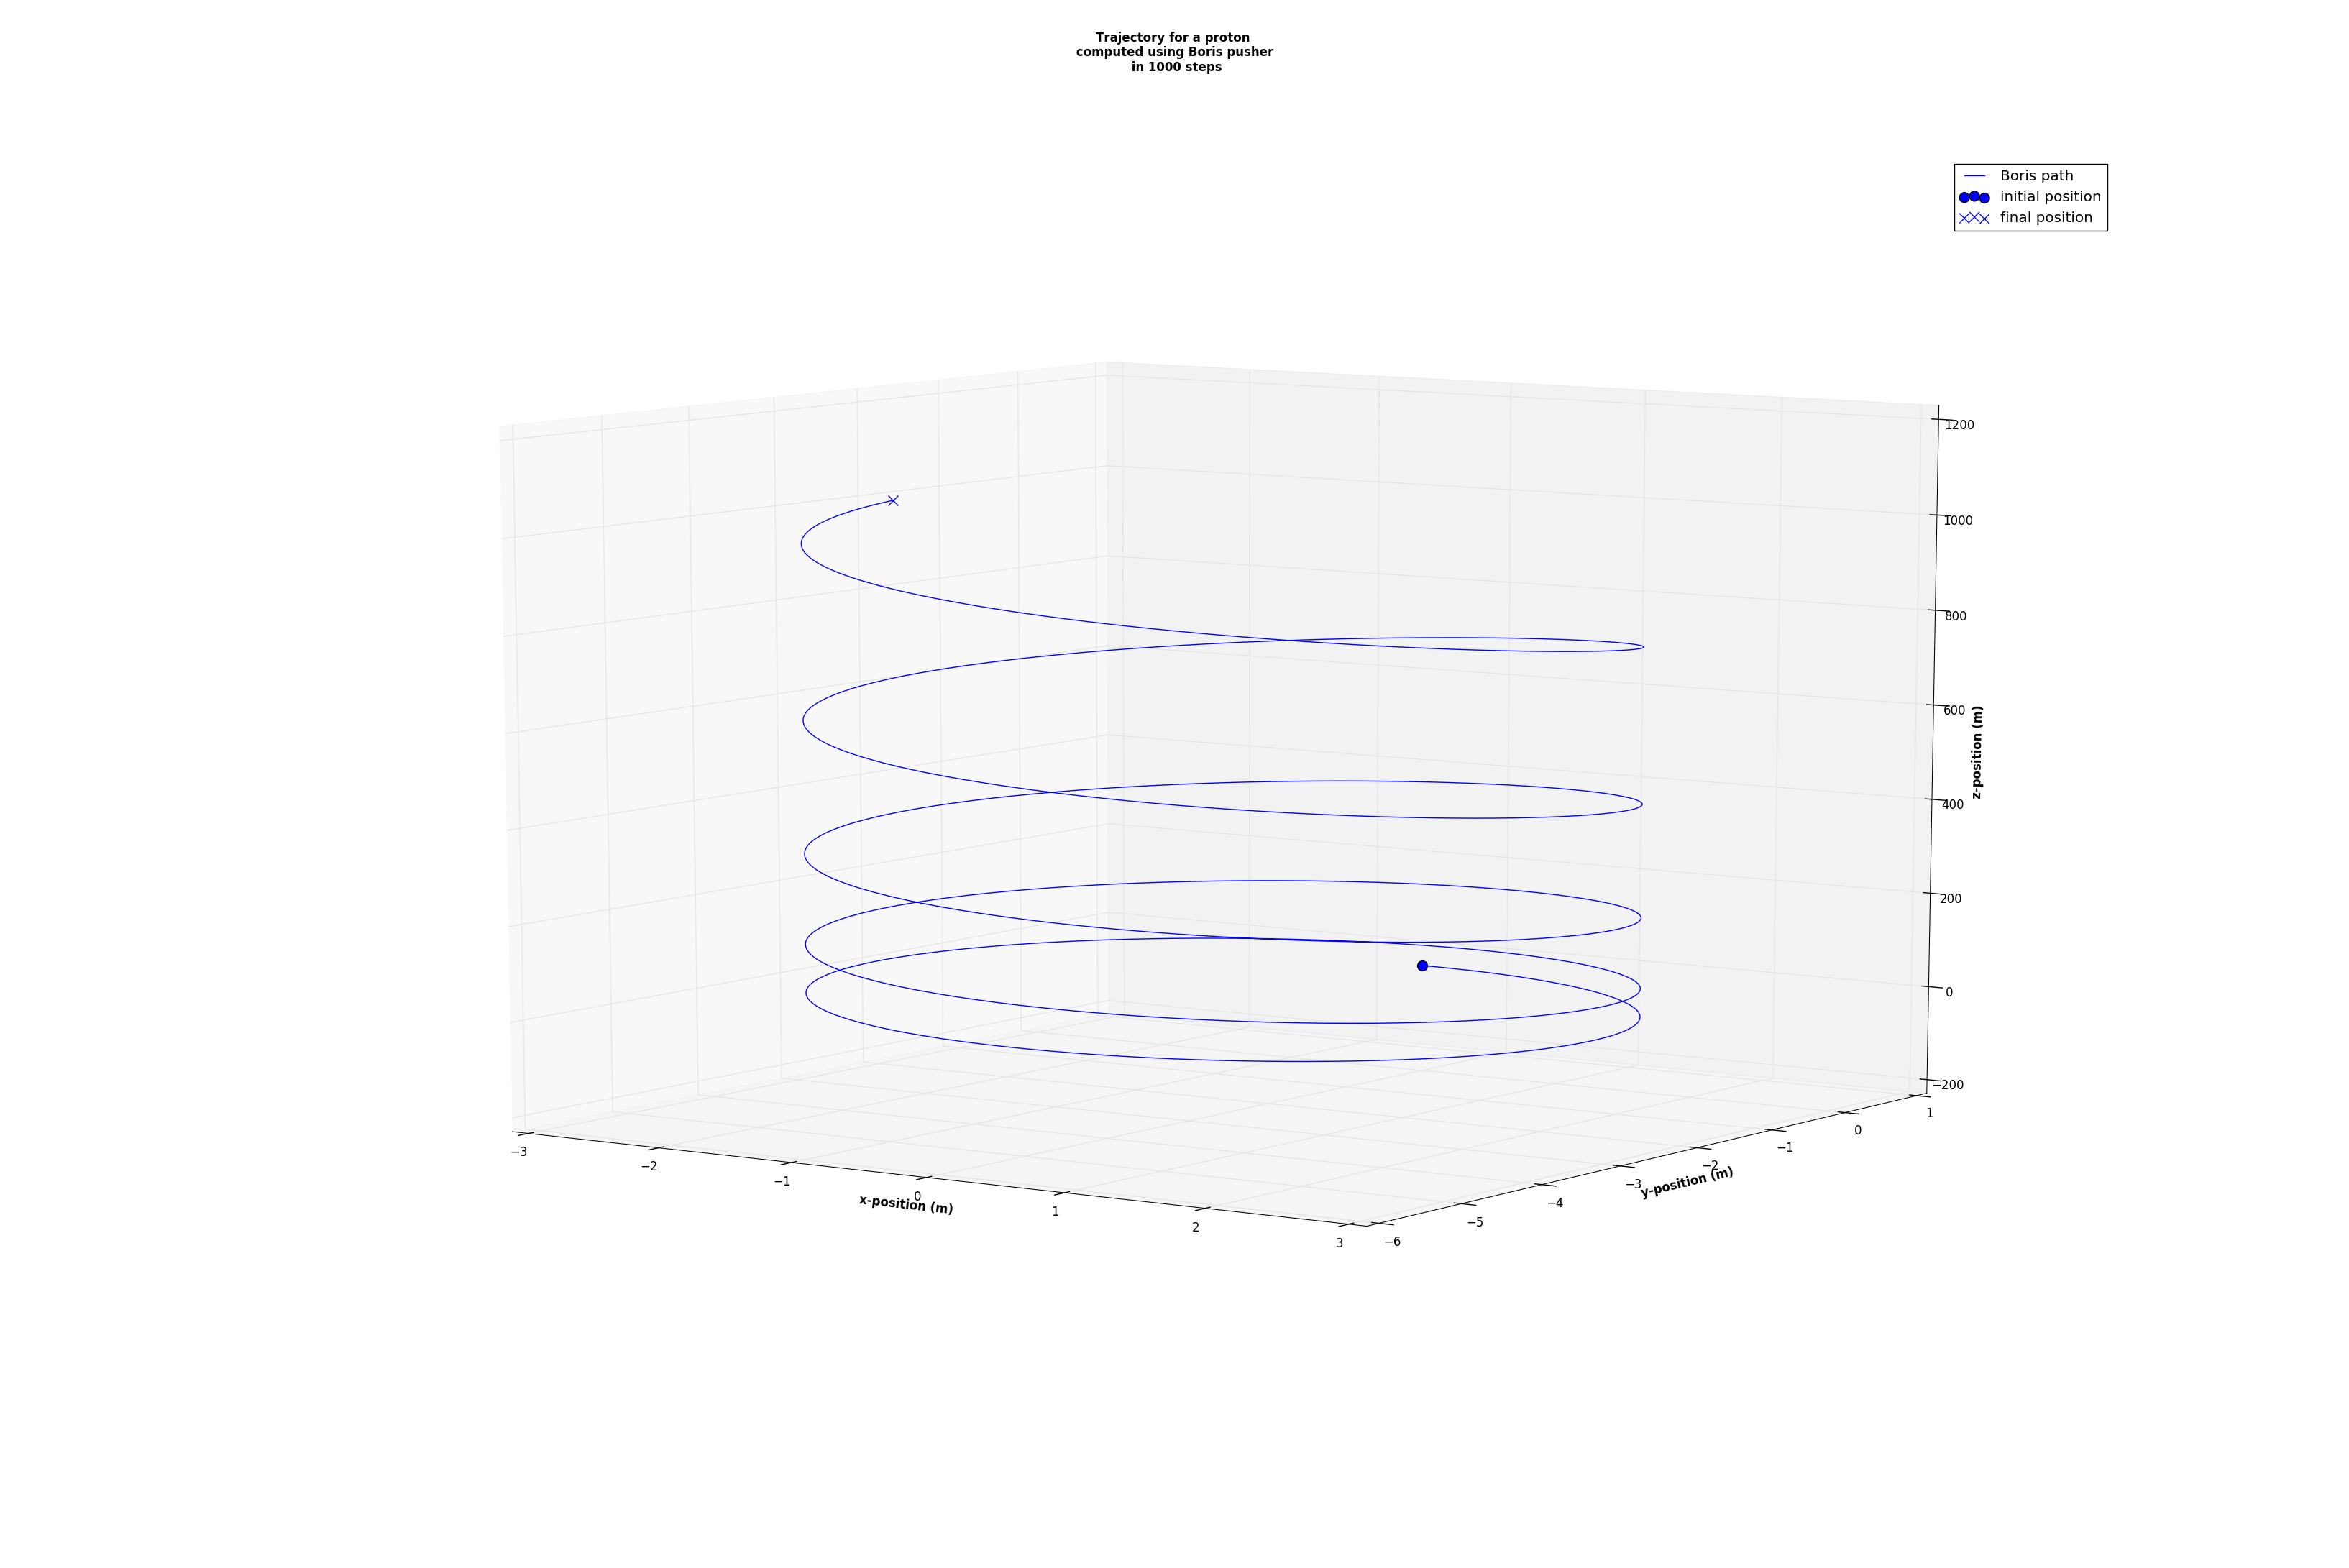 Trajectory for a proton
computed using Boris pusher
in 1000 steps
Boris path
initial position
final position
1200
1000
800
600
400
200
0
−200
z-position (m)
−3
−2
−1
0
1
2
3
x-position (m)
−6
−5
−4
−3
−2
−1
0
1
y-position (m)